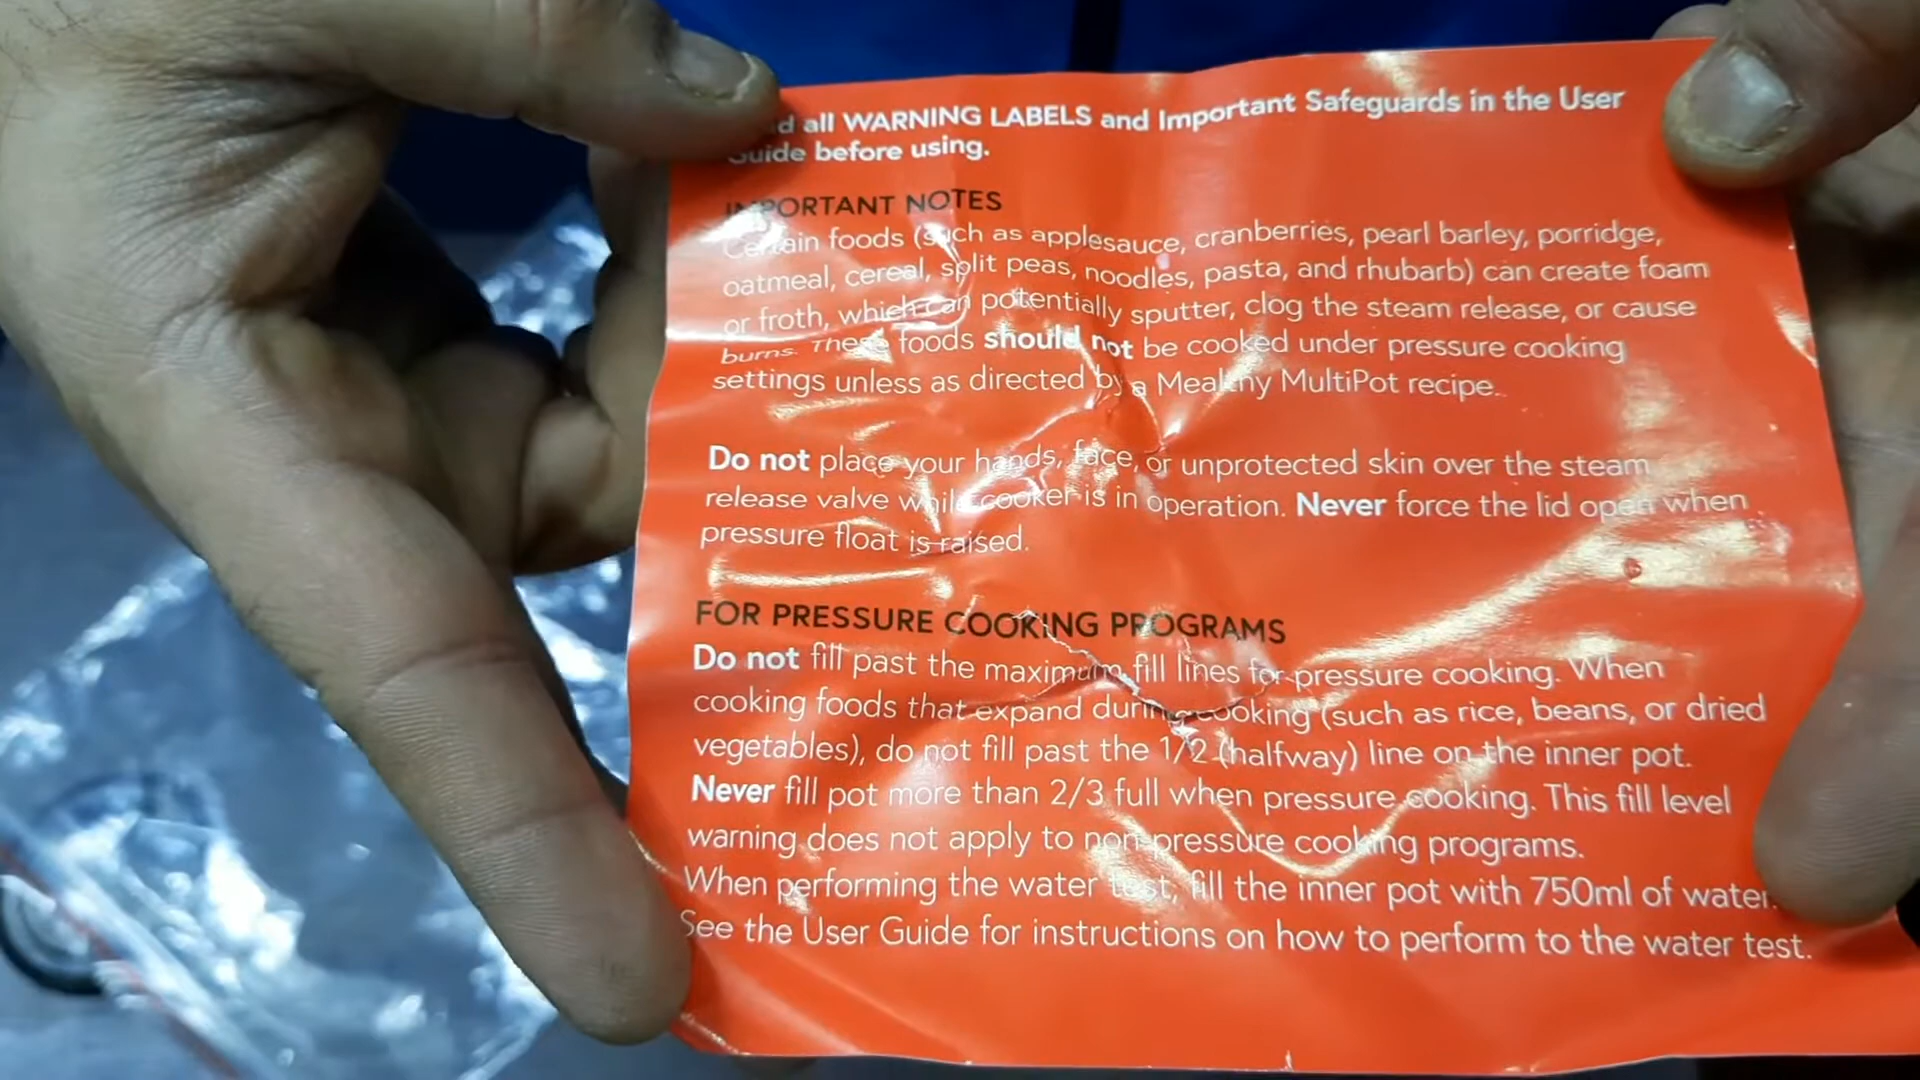 all WARNING LABELS and Important Safeguards in the User
Guide before using.
IMPORTANT NOTES
Certain foods (such as applesauce, cranberries, pearl barley, porridge,
oatmeal, cereal, split peas, noodles, pasta, and rhubarb) can create foam
or froth, which can potentially sputter, clog the steam release, or cause
burns. These foods should not be cooked under pressure cooking
settings unless as directed by a Mealthy MultiPot recipe.
Do not place your hands, face, or unprotected skin over the steam
release valve while cooker is in operation. Never force the lid open when
pressure float is raised.
FOR PRESSURE COOKING PROGRAMS
Do not fill past the maximum fill lines for pressure cooking. When
cooking foods that expand during cooking (such as rice, beans, or dried
vegetables), do not fill past the 1/2 (halfway) line on the inner pot.
Never fill pot more than 2/3 full when pressure cooking. This fill level
warning does not apply to non-pressure cooking programs.
When performing the water test, fill the inner pot with 750ml of water.
See the User Guide for instructions on how to perform to the water test.